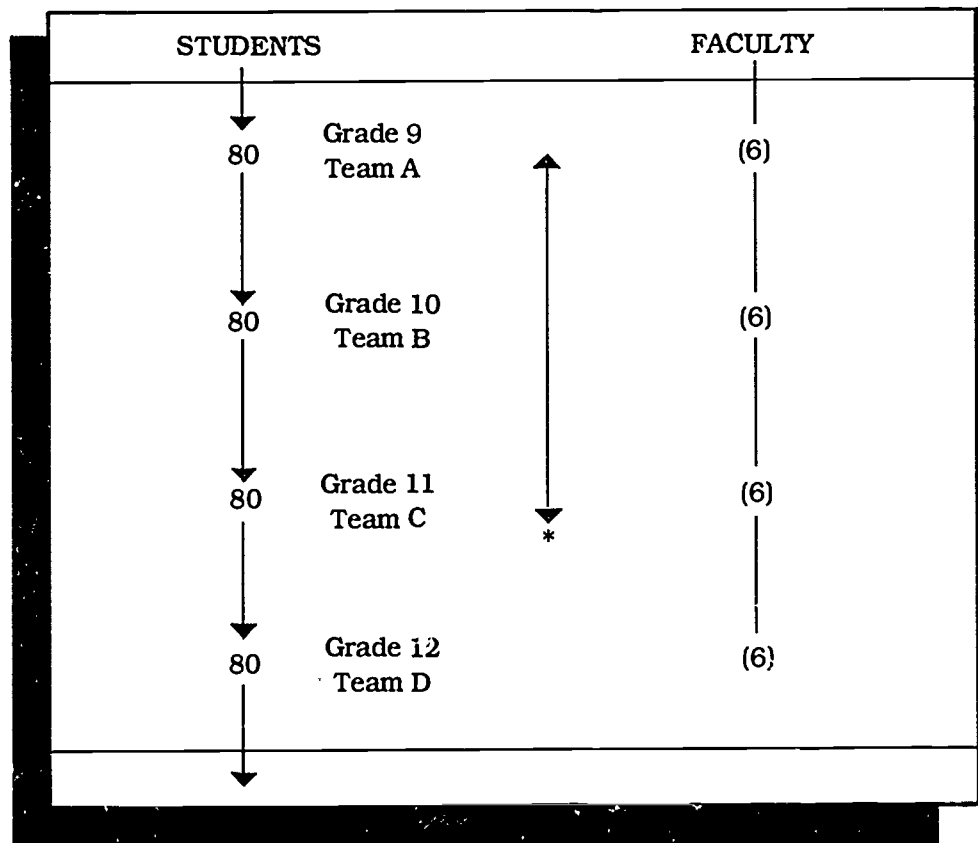 STUDENTS FACULTY
80 Grade 9 (6)
Team A
80 Grade 10 (6)
Team B
80 Grade 11 (6)
Team C
*
80 Grade 12 (6)
Team D